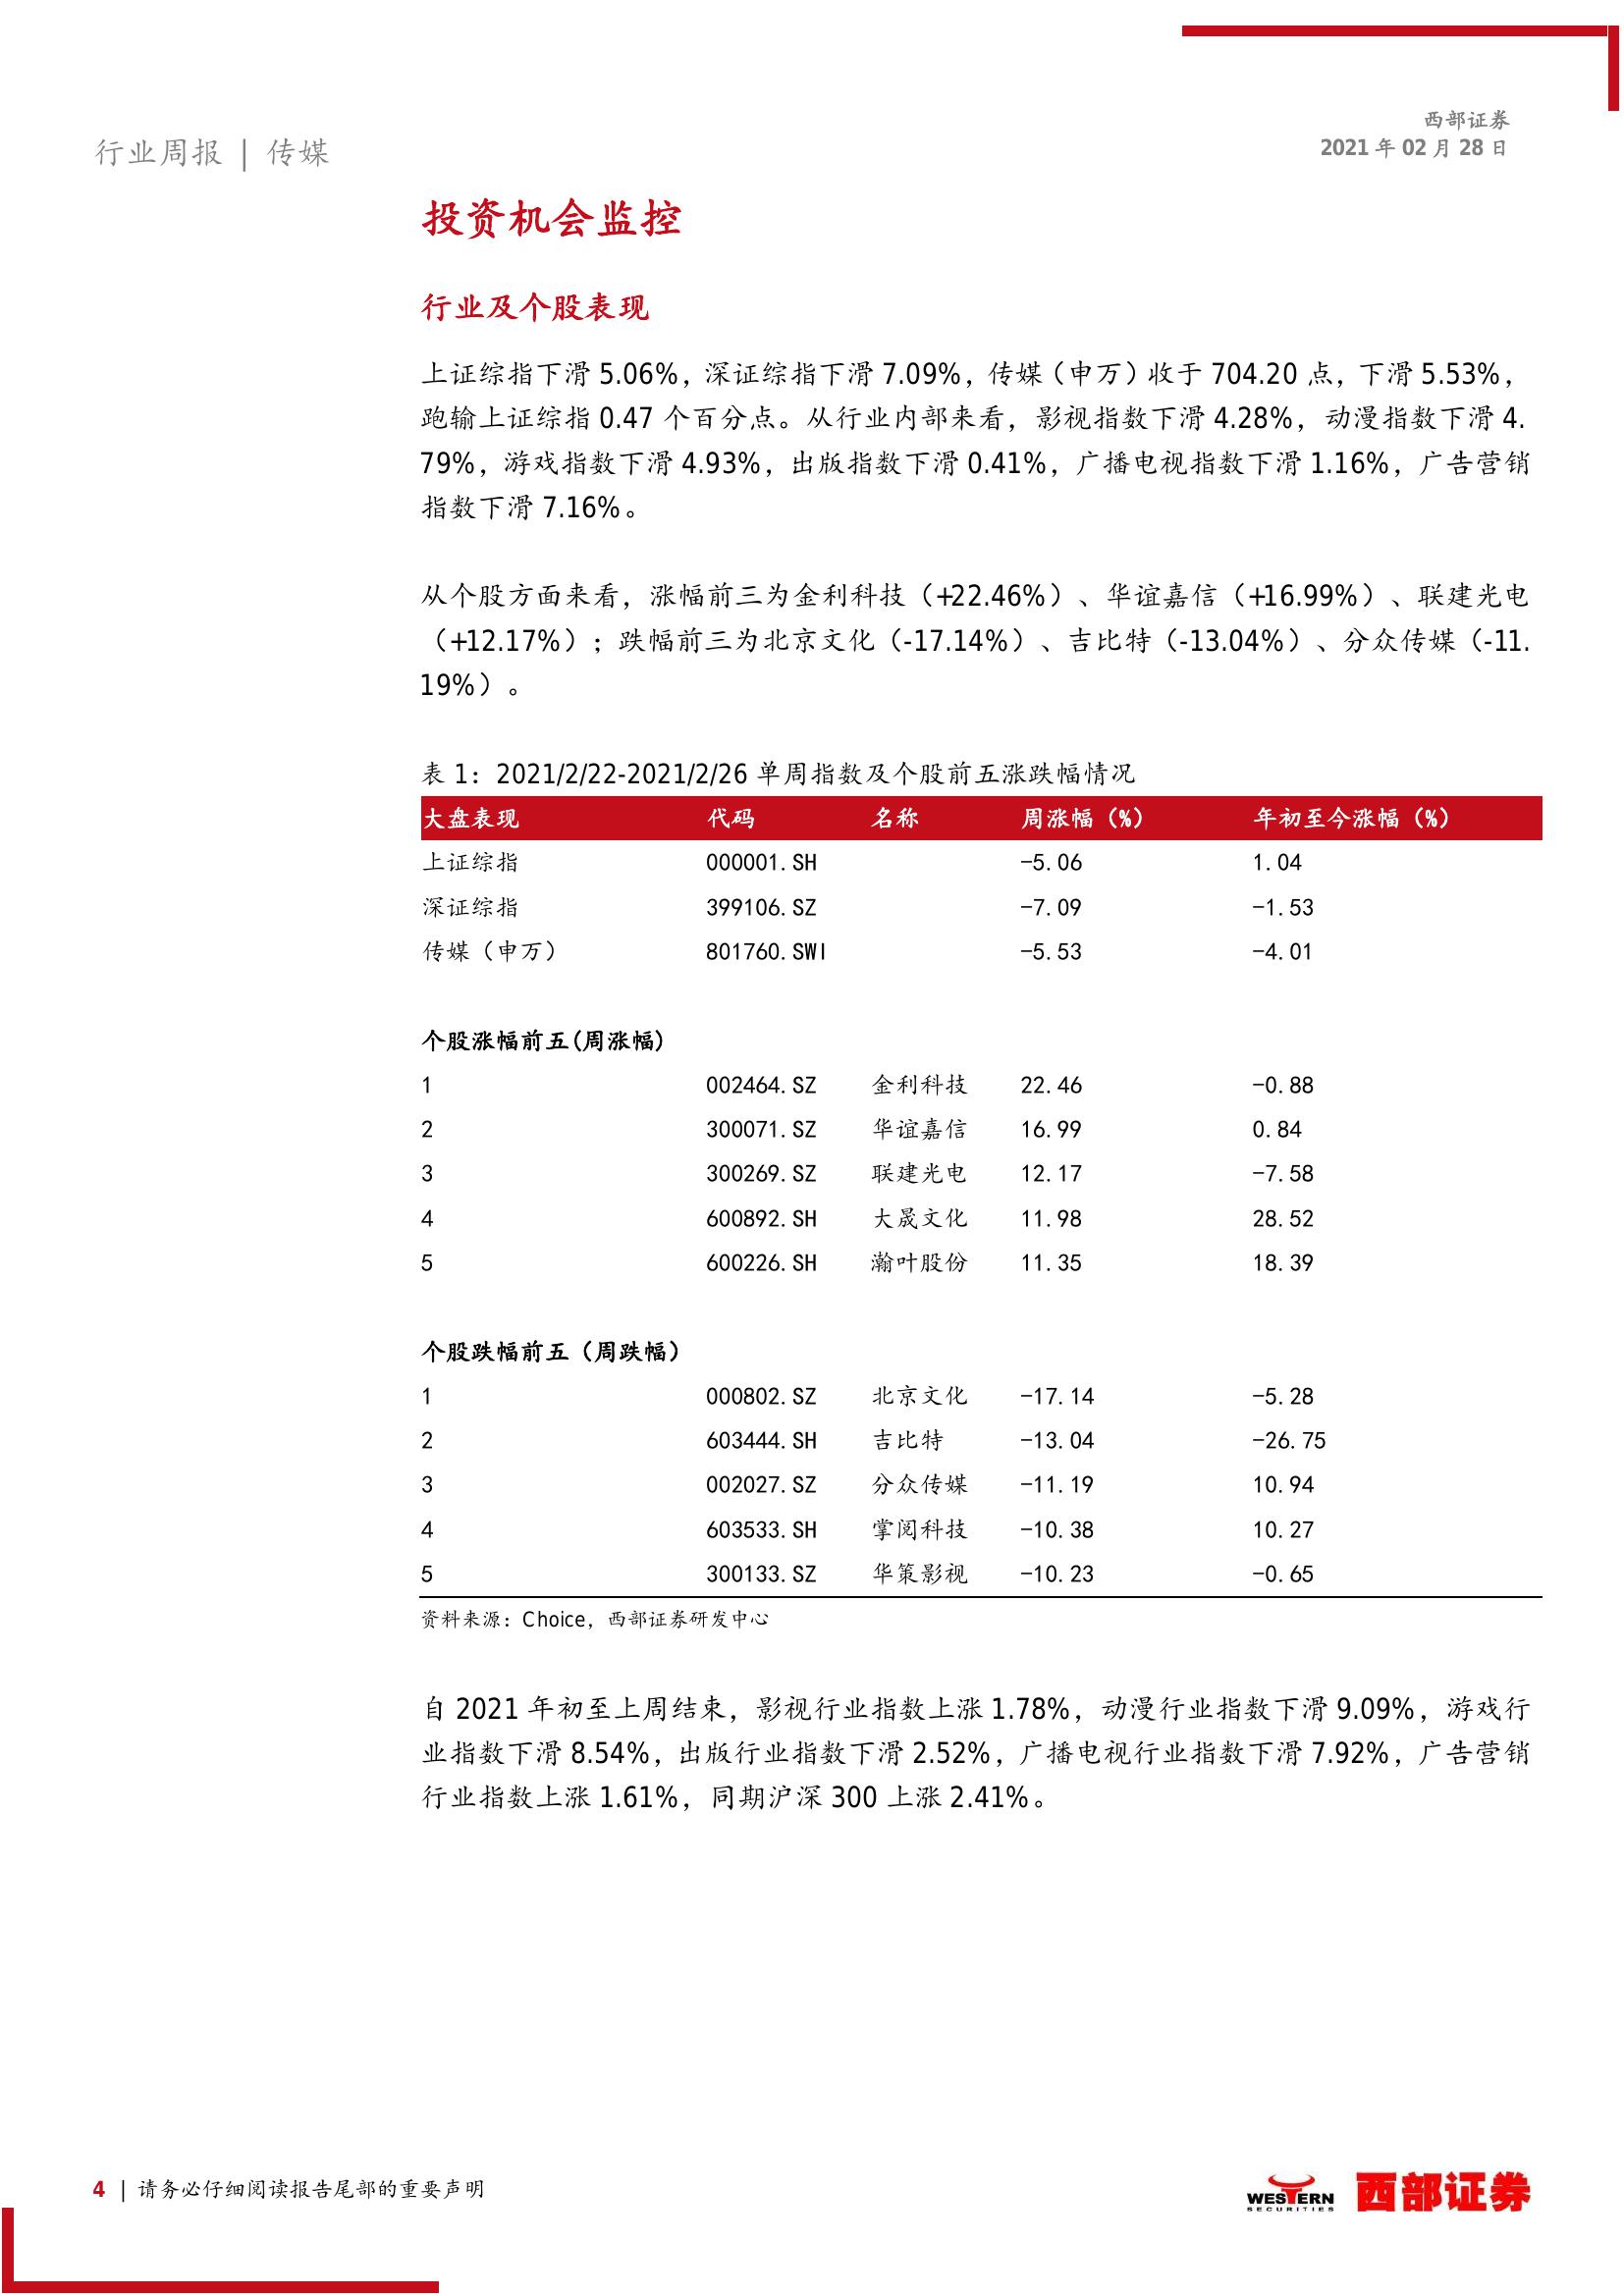 西部证券
行业周报 | 传媒
2021 年 02 月 28 日
投资机会监控
行业及个股表现
上证综指下滑 5.06%，深证综指下滑 7.09%，传媒（申万）收于 704.20 点，下滑 5.53%，
跑输上证综指 0.47 个百分点。从行业内部来看，影视指数下滑 4.28%，动漫指数下滑 4.
79%，游戏指数下滑 4.93%，出版指数下滑 0.41%，广播电视指数下滑 1.16%，广告营销
指数下滑 7.16%。
从个股方面来看，涨幅前三为金利科技（+22.46%）、华谊嘉信（+16.99%）、联建光电
（+12.17%）；跌幅前三为北京文化（-17.14%）、吉比特（-13.04%）、分众传媒（-11.
19%）。
表 1：2021/2/22-2021/2/26 单周指数及个股前五涨跌幅情况
大盘表现 代码 名称 周涨幅（%） 年初至今涨幅（%）
上证综指 000001.SH -5.06 1.04
深证综指 399106.SZ -7.09 -1.53
传媒（申万） 801760.SWI -5.53 -4.01
个股涨幅前五(周涨幅)
1 002464.SZ 金利科技 22.46 -0.88
2 300071.SZ 华谊嘉信 16.99 0.84
3 300269.SZ 联建光电 12.17 -7.58
4 600892.SH 大晟文化 11.98 28.52
5 600226.SH 瀚叶股份 11.35 18.39
个股跌幅前五（周跌幅）
1 000802.SZ 北京文化 -17.14 -5.28
2 603444.SH 吉比特 -13.04 -26.75
3 002027.SZ 分众传媒 -11.19 10.94
4 603533.SH 掌阅科技 -10.38 10.27
5 300133.SZ 华策影视 -10.23 -0.65
资料来源：Choice，西部证券研发中心
自 2021 年初至上周结束，影视行业指数上涨 1.78%，动漫行业指数下滑 9.09%，游戏行
业指数下滑 8.54%，出版行业指数下滑 2.52%，广播电视行业指数下滑 7.92%，广告营销
行业指数上涨 1.61%，同期沪深 300 上涨 2.41%。
4 | 请务必仔细阅读报告尾部的重要声明
WESTERN
SECURITIES
西部证券